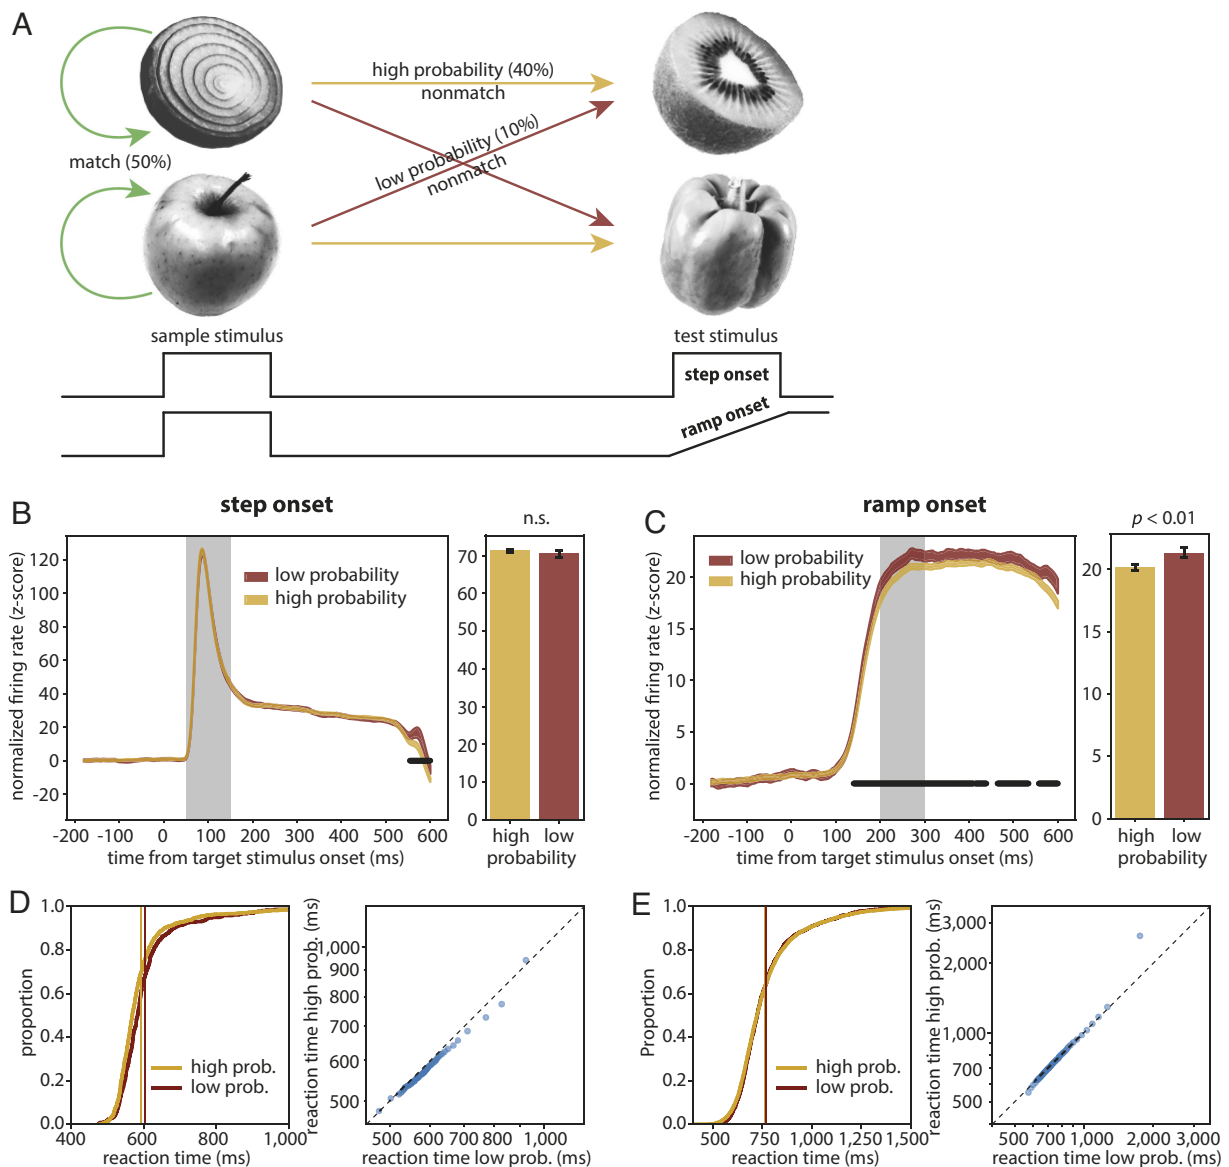 A
high probability (40%)
nonmatch
low probability (10%)
nonmatch
match (50%)
sample stimulus
test stimulus
step onset
ramp onset
B
step onset
normalized firing rate (z-score)
120
100
80
60
40
20
0
-20
low probability
high probability
-200
-100
0
100
200
300
400
500
600
time from target stimulus onset (ms)
n.s.
70
60
50
40
30
70
15
0
high
low
probability
C
ramp onset
normalized firing rate (z-score)
20
15
10
5
0
low probability
high probability
-200
-100
0
100
200
300
400
500
600
time from target stimulus onset (ms)
p < 0.01
20
15
10
5
0
high
low
probability
D
proportion
1.0
0.8
0.6
0.4
0.2
0.0
high prob.
low prob.
400
600
800
1,000
reaction time (ms)
reaction time high prob. (ms)
1,000
900
800
700
600
500
500
600
700
800
1,000
reaction time low prob. (ms)
E
Proportion
1.0
0.8
0.6
0.4
0.2
0.0
high prob.
low prob.
500
750
1,000
1,250
1,500
reaction time (ms)
reaction time high prob. (ms)
3,000
2,000
1,000
700
500
500
700
1,000
2,000
3,000
reaction time low prob. (ms)